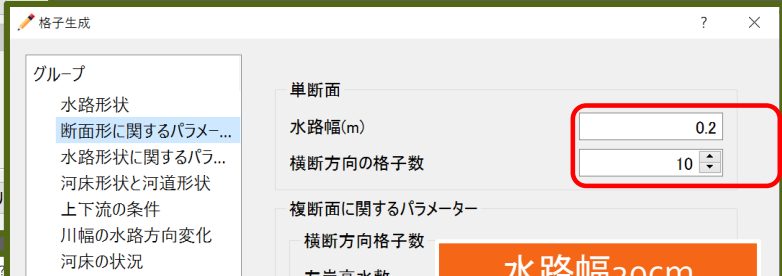 格子生成
グループ
水路形状
断面形に関するパラメー...
水路形状に関するパラ...
河床形状と河道形状
上下流の条件
川幅の水路方向変化
河床の状況
単断面
水路幅(m) 0.2
横断方向の格子数 10
複断面に関するパラメーター
横断方向格子数
水路幅20cm